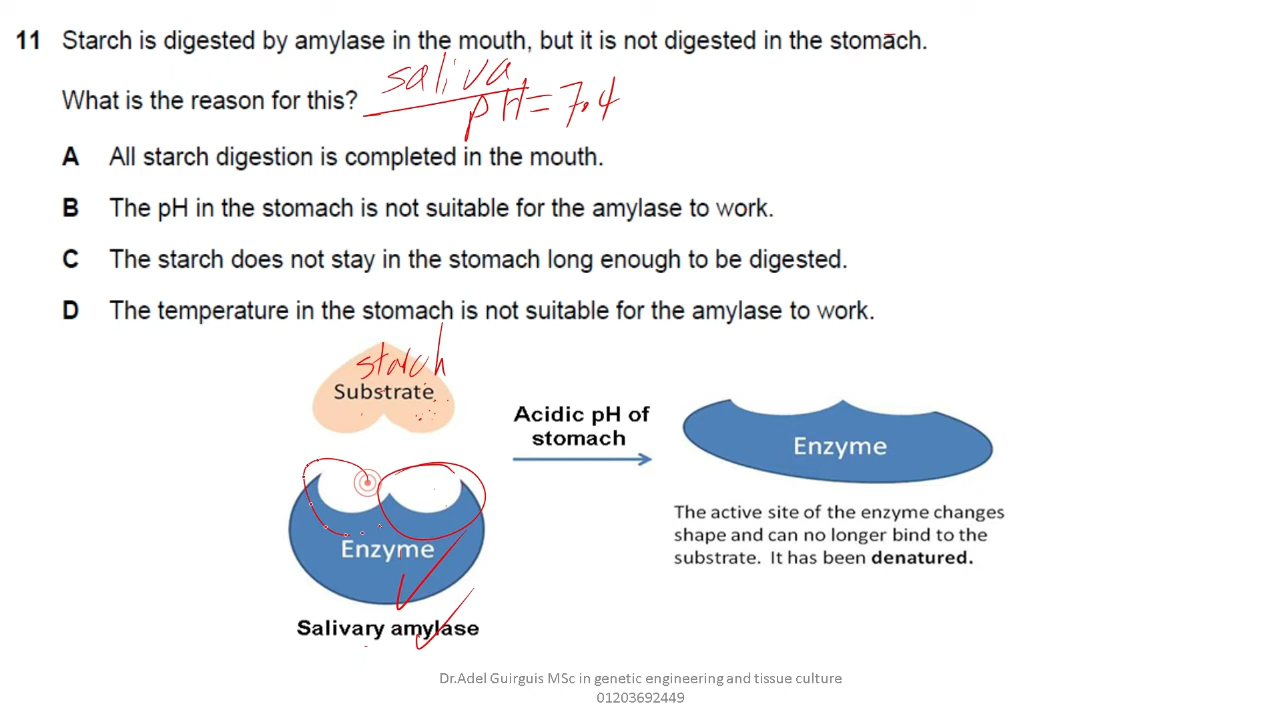 11 Starch is digested by amylase in the mouth, but it is not digested in the stomach.
saliva
What is the reason for this?
pH = 7.4
A All starch digestion is completed in the mouth.
B The pH in the stomach is not suitable for the amylase to work.
C The starch does not stay in the stomach long enough to be digested.
D The temperature in the stomach is not suitable for the amylase to work.
starch
Substrate
Acidic pH of
stomach
Enzyme
Enzyme
Salivary amylase
The active site of the enzyme changes
shape and can no longer bind to the
substrate. It has been denatured.
Dr.Adel Guirguis MSc in genetic engineering and tissue culture
01203692449